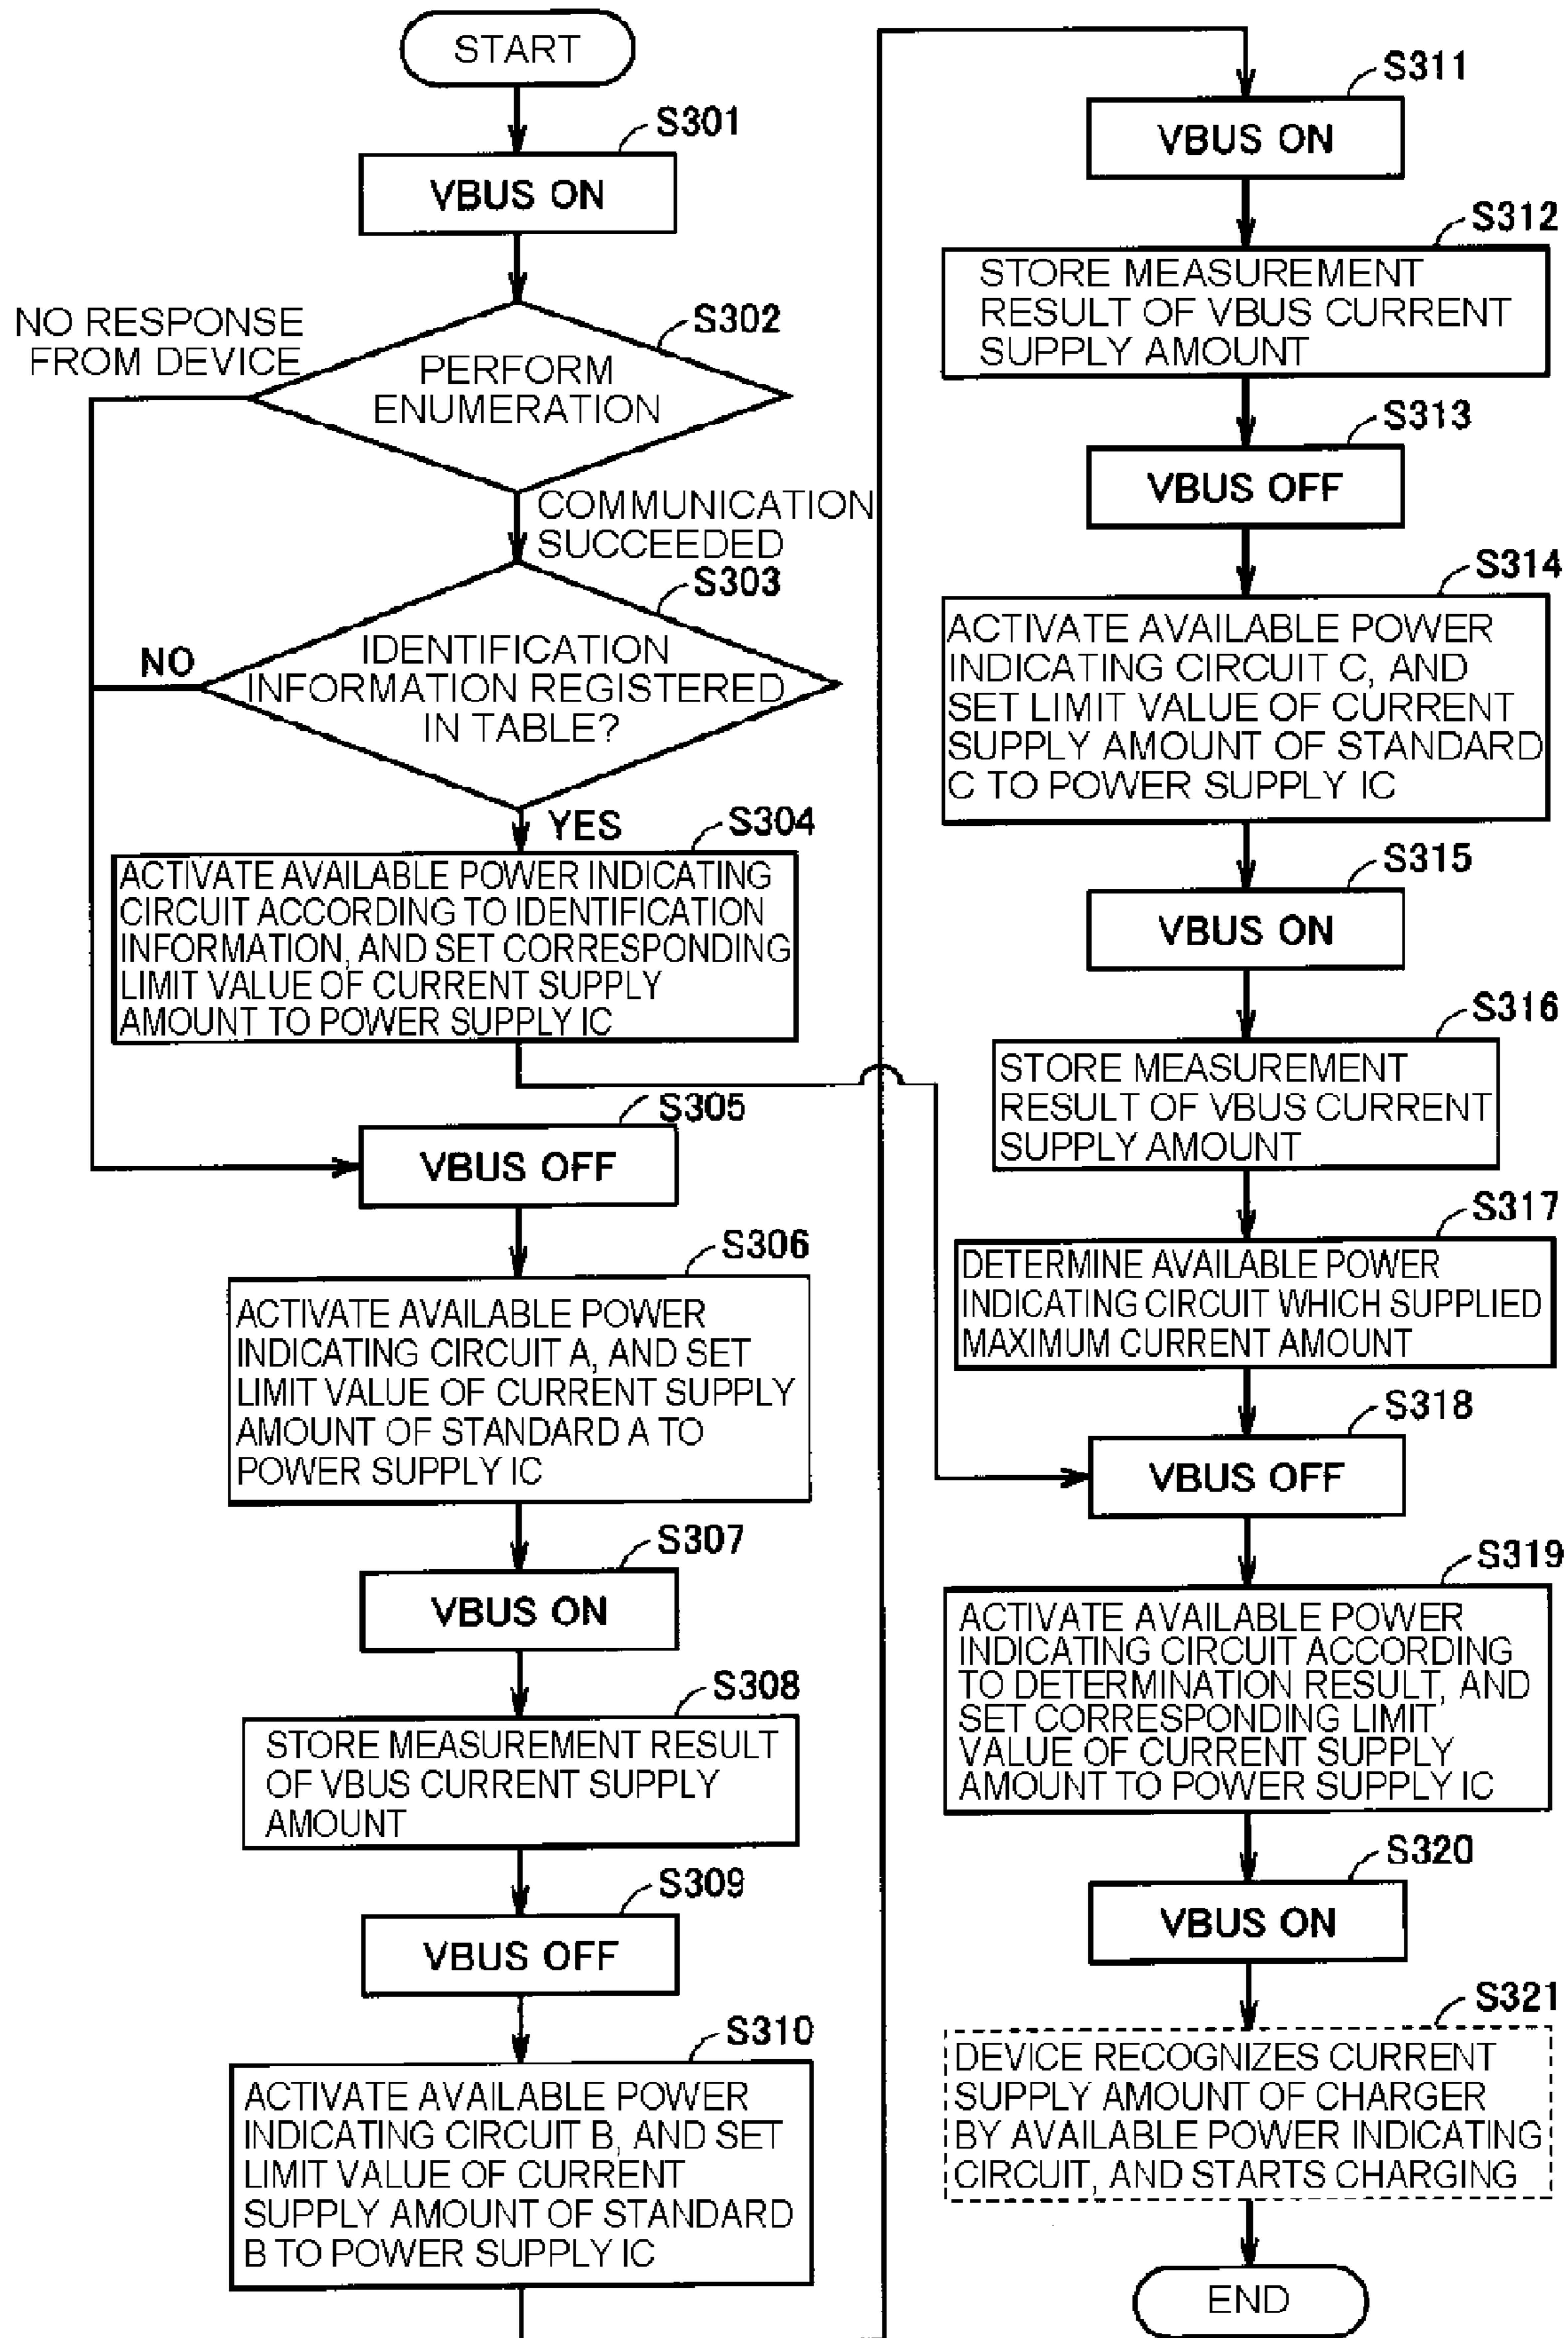 START
S301
VBUS ON
NO RESPONSE
FROM DEVICE
S302
PERFORM
ENUMERATION
COMMUNICATION
SUCCEEDED
S303
NO
IDENTIFICATION
INFORMATION REGISTERED
IN TABLE?
YES
S304
ACTIVATE AVAILABLE POWER INDICATING
CIRCUIT ACCORDING TO IDENTIFICATION
INFORMATION, AND SET CORRESPONDING
LIMIT VALUE OF CURRENT SUPPLY
AMOUNT TO POWER SUPPLY IC
S305
VBUS OFF
S306
ACTIVATE AVAILABLE POWER
INDICATING CIRCUIT A, AND SET
LIMIT VALUE OF CURRENT SUPPLY
AMOUNT OF STANDARD A TO
POWER SUPPLY IC
S307
VBUS ON
S308
STORE MEASUREMENT RESULT
OF VBUS CURRENT SUPPLY
AMOUNT
S309
VBUS OFF
S310
ACTIVATE AVAILABLE POWER
INDICATING CIRCUIT B, AND SET
LIMIT VALUE OF CURRENT
SUPPLY AMOUNT OF STANDARD
B TO POWER SUPPLY IC
S311
VBUS ON
S312
STORE MEASUREMENT
RESULT OF VBUS CURRENT
SUPPLY AMOUNT
S313
VBUS OFF
S314
ACTIVATE AVAILABLE POWER
INDICATING CIRCUIT C, AND
SET LIMIT VALUE OF CURRENT
SUPPLY AMOUNT OF STANDARD
C TO POWER SUPPLY IC
S315
VBUS ON
S316
STORE MEASUREMENT
RESULT OF VBUS CURRENT
SUPPLY AMOUNT
S317
DETERMINE AVAILABLE POWER
INDICATING CIRCUIT WHICH SUPPLIED
MAXIMUM CURRENT AMOUNT
S318
VBUS OFF
S319
ACTIVATE AVAILABLE POWER
INDICATING CIRCUIT ACCORDING
TO DETERMINATION RESULT, AND
SET CORRESPONDING LIMIT
VALUE OF CURRENT SUPPLY
AMOUNT TO POWER SUPPLY IC
S320
VBUS ON
S321
DEVICE RECOGNIZES CURRENT
SUPPLY AMOUNT OF CHARGER
BY AVAILABLE POWER INDICATING
CIRCUIT, AND STARTS CHARGING
END